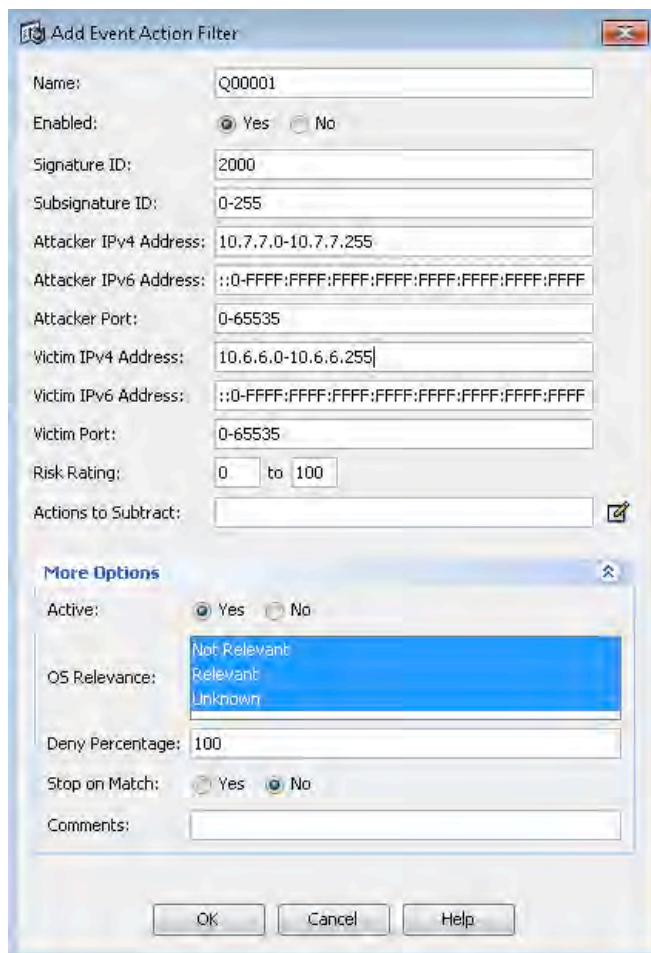 Add Event Action Filter
Name: Q00001
Enabled: Yes No
Signature ID: 2000
Subsignature ID: 0-255
Attacker IPv4 Address: 10.7.7.0-10.7.7.255
Attacker IPv6 Address: ::0-FFFF:FFFF:FFFF:FFFF:FFFF:FFFF:FFFF:FFFF
Attacker Port: 0-65535
Victim IPv4 Address: 10.6.6.0-10.6.6.255
Victim IPv6 Address: ::0-FFFF:FFFF:FFFF:FFFF:FFFF:FFFF:FFFF:FFFF
Victim Port: 0-65535
Risk Rating: 0 to 100
Actions to Subtract:
More Options
Active: Yes No
Not Relevant
OS Relevance: Relevant
Unknown
Deny Percentage: 100
Stop on Match: Yes No
Comments:
OK Cancel Help